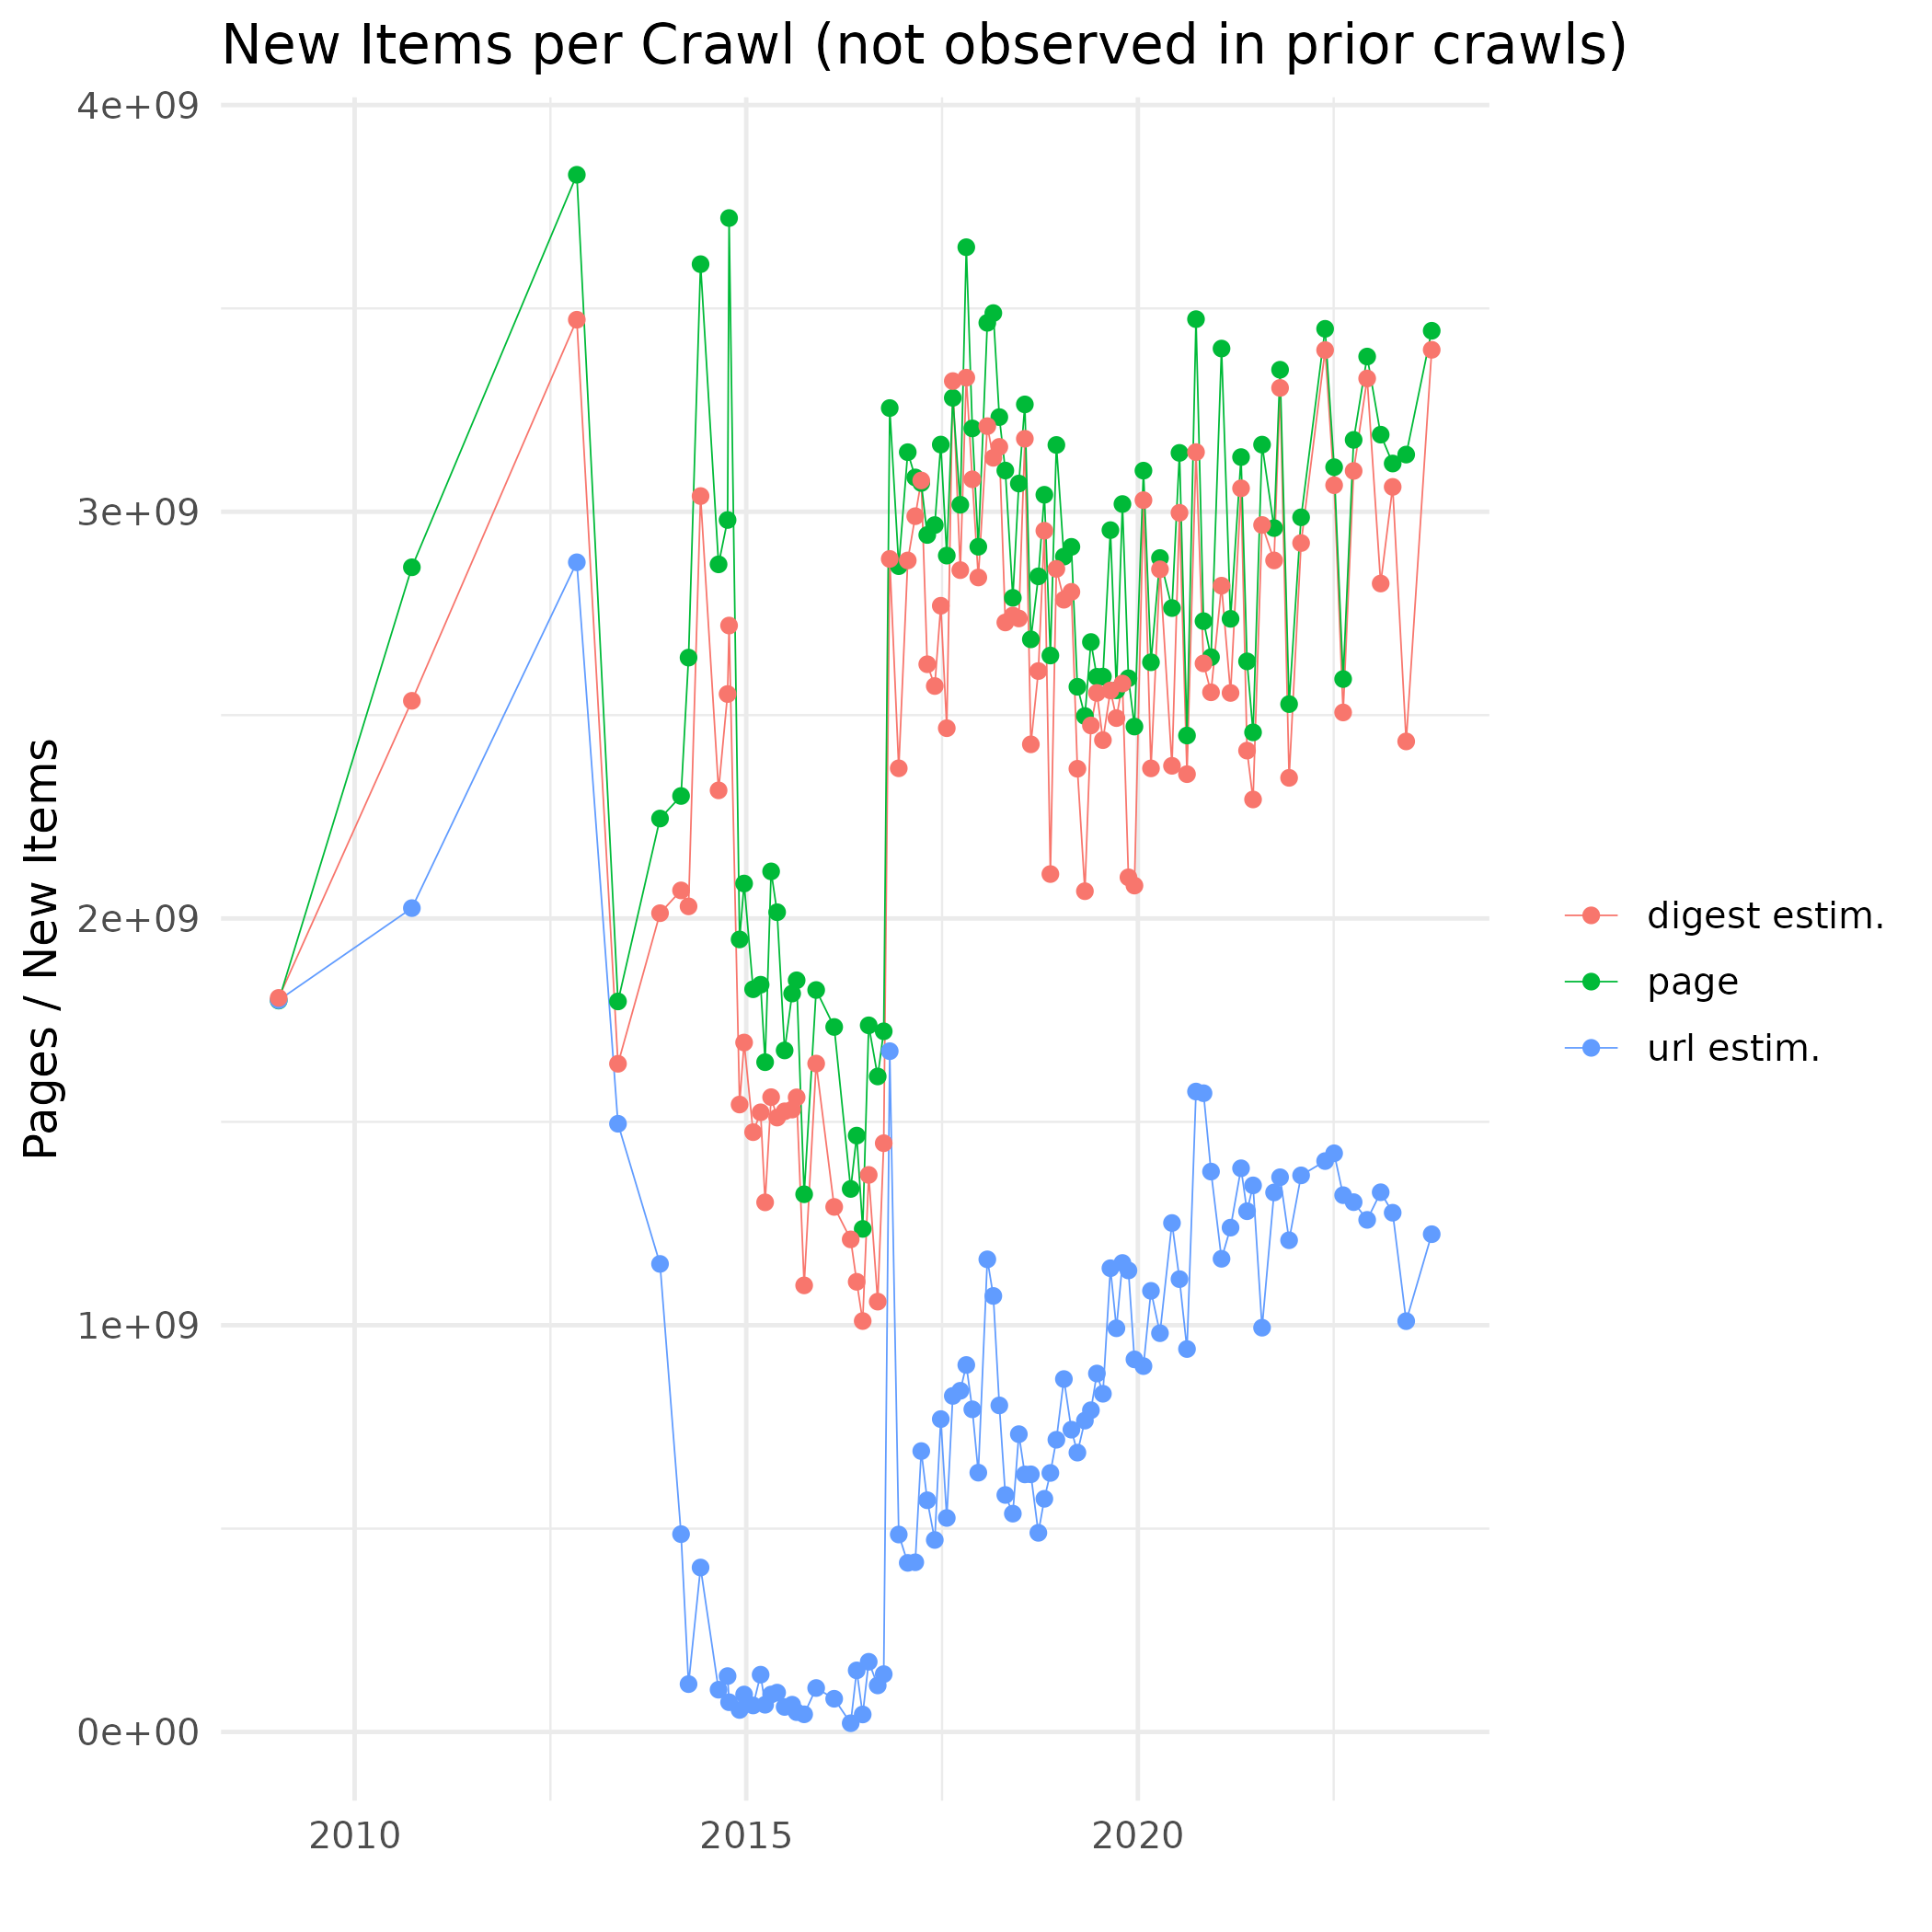 New Items per Crawl (not observed in prior crawls)
4e+09
3e+09
2e+09
1e+09
0e+00
Pages / New Items
2010
2015
2020
digest estim.
page
url estim.